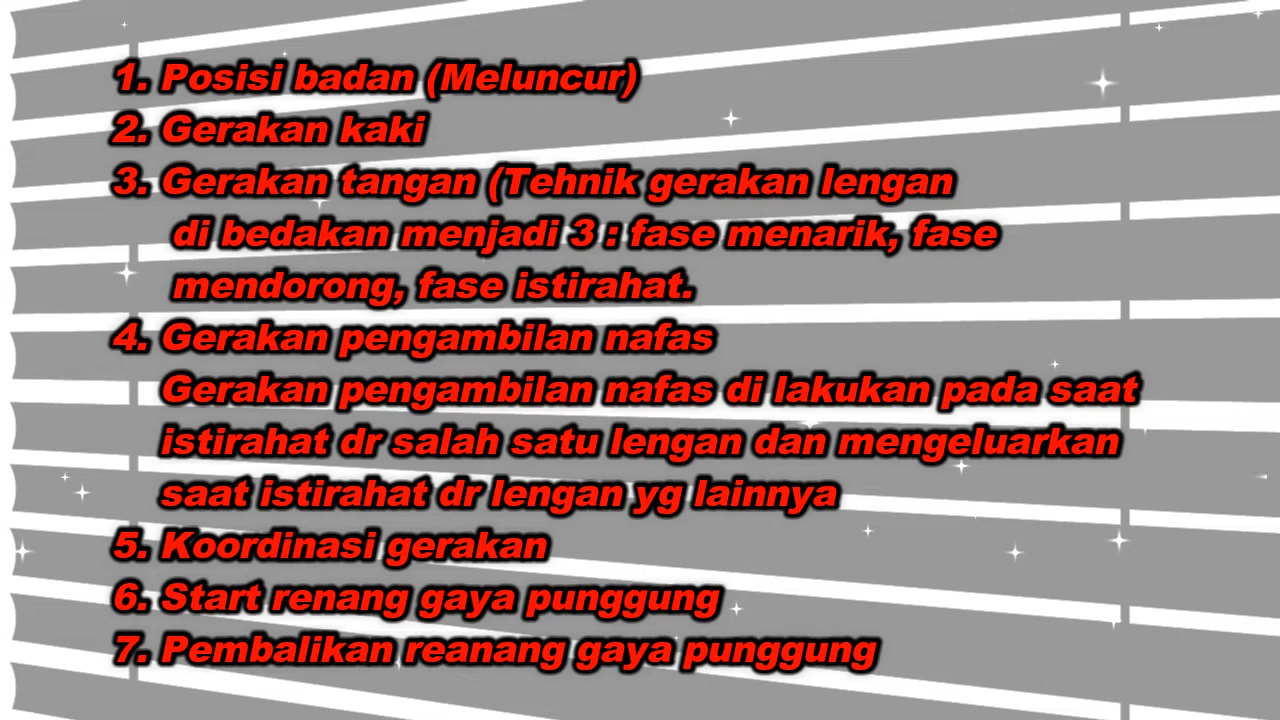 1. Posisi badan (Meluncur)
2. Gerakan kaki
3. Gerakan tangan (Tehnik gerakan lengan
di bedakan menjadi 3 : fase menarik, fase
mendorong, fase istirahat.
4. Gerakan pengambilan nafas
Gerakan pengambilan nafas di lakukan pada saat
istirahat dr salah satu lengan dan mengeluarkan
saat istirahat dr lengan yg lainnya
5. Koordinasi gerakan
6. Start renang gaya punggung
7. Pembalikan reanang gaya punggung